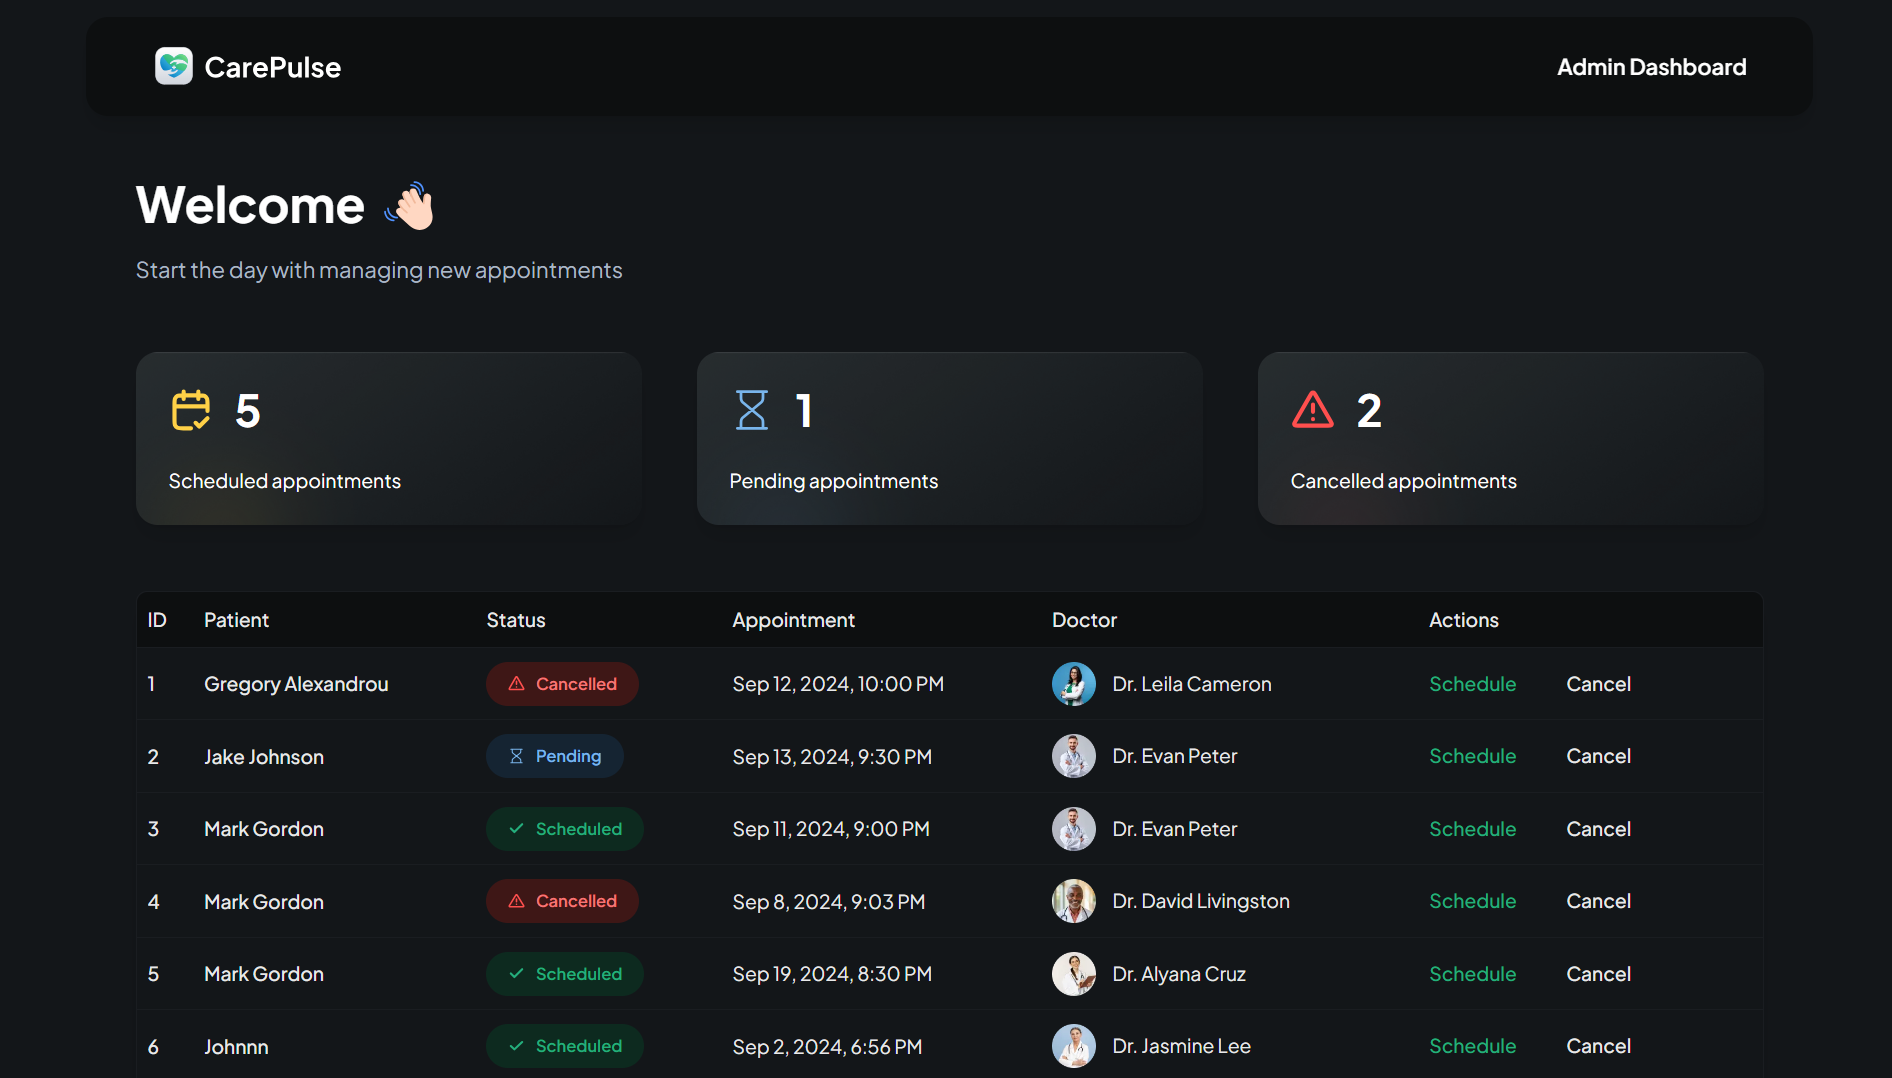 CarePulse
Admin Dashboard
Welcome
Start the day with managing new appointments
5
Scheduled appointments
1
Pending appointments
2
Cancelled appointments
ID Patient Status Appointment Doctor Actions
1 Gregory Alexandrou Cancelled Sep 12, 2024, 10:00 PM Dr. Leila Cameron Schedule Cancel
2 Jake Johnson Pending Sep 13, 2024, 9:30 PM Dr. Evan Peter Schedule Cancel
3 Mark Gordon Scheduled Sep 11, 2024, 9:00 PM Dr. Evan Peter Schedule Cancel
4 Mark Gordon Cancelled Sep 8, 2024, 9:03 PM Dr. David Livingston Schedule Cancel
5 Mark Gordon Scheduled Sep 19, 2024, 8:30 PM Dr. Alyana Cruz Schedule Cancel
6 Johnnn Scheduled Sep 2, 2024, 6:56 PM Dr. Jasmine Lee Schedule Cancel